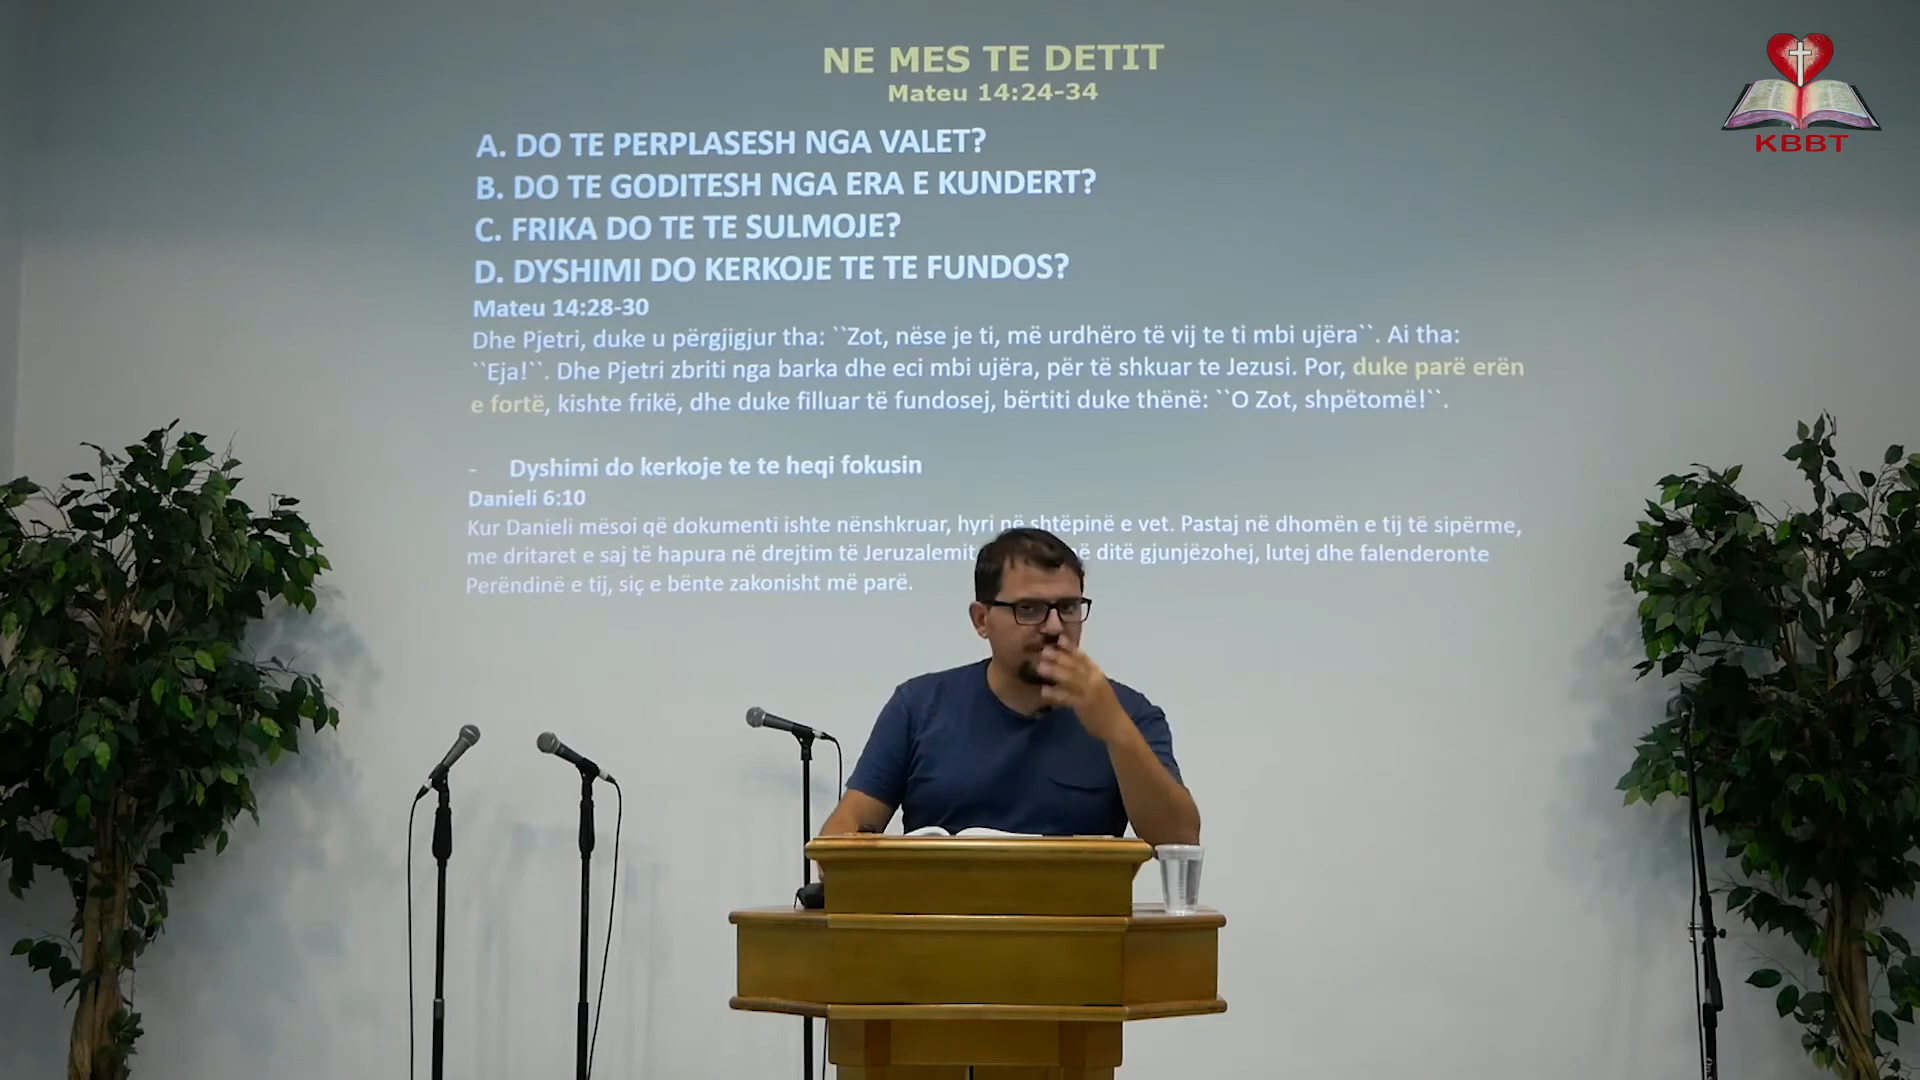 NE MES TE DETIT
Mateu 14:24-34
KBBT
A. DO TE PERPLASESH NGA VALET?
B. DO TE GODITESH NGA ERA E KUNDERT?
C. FRIKA DO TE TE SULMOJE?
D. DYSHIMI DO KERKOJE TE TE FUNDOS?
Mateu 14:28-30
Dhe Pjetri, duke u përgjigjur tha: ``Zot, nëse je ti, më urdhëro të vij te ti mbi ujëra``. Ai tha:
``Eja!``. Dhe Pjetri zbriti nga barka dhe eci mbi ujëra, për të shkuar te Jezusi. Por, duke parë erën
e fortë, kishte frikë, dhe duke filluar të fundosej, bërtiti duke thënë: ``O Zot, shpëtomë!``.
- Dyshimi do kerkoje te te heqi fokusin
Danieli 6:10
Kur Danieli mësoi që dokumenti ishte nënshkruar, hyri në shtëpinë e vet. Pastaj në dhomën e tij të sipërme,
me dritaret e saj të hapura në drejtim të Jeruzalemit ditë gjunjëzohej, lutej dhe falenderonte
Perëndinë e tij, siç e bënte zakonisht më parë.